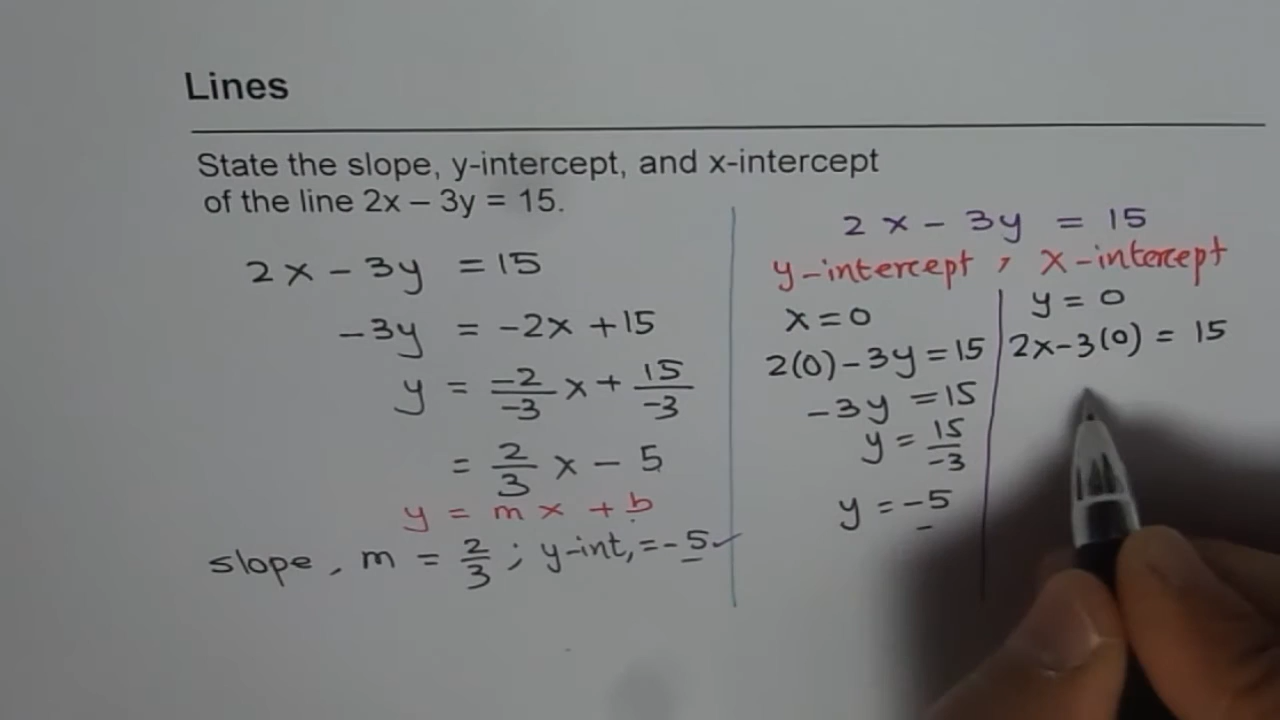 Lines
State the slope, y-intercept, and x-intercept
of the line 2x – 3y = 15.
2x - 3y = 15
-3y = -2x + 15
y = -2/-3 x + 15/-3
= 2/3 x - 5
y = mx + b
slope, m = 2/3 ; y-int, = -5 ✓
2x - 3y = 15
y-intercept , x-intercept
x = 0
2(0) - 3y = 15
-3y = 15
y = 15/-3
y = -5
y = 0
2x - 3(0) = 15